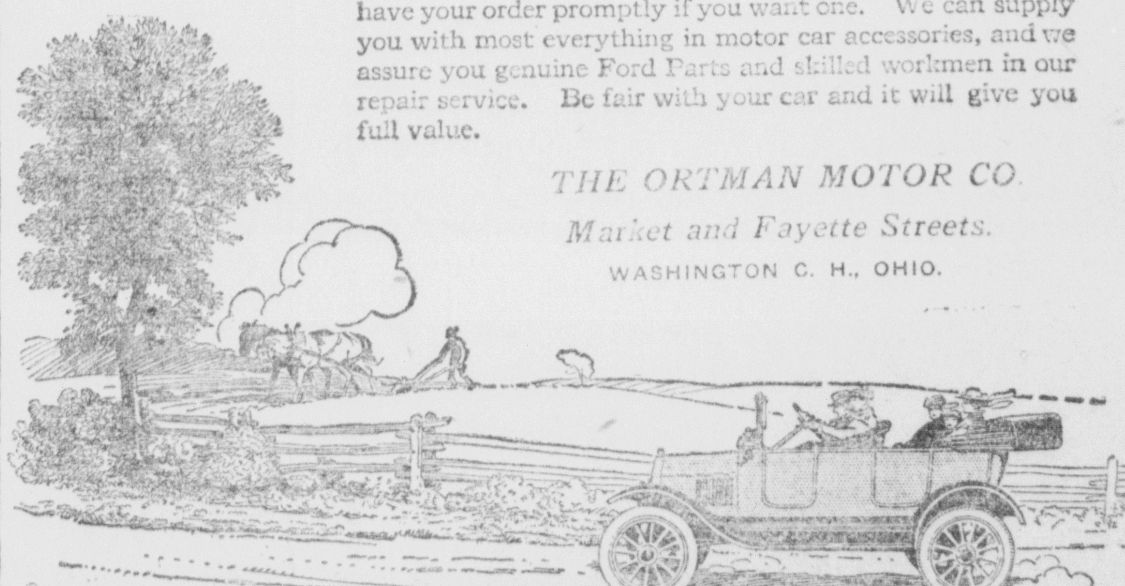 have your order promptly if you want one. We can supply
you with most everything in motor car accessories, and we
assure you genuine Ford Parts and skilled workmen in our
repair service. Be fair with your car and it will give you
full value.
THE ORTMAN MOTOR CO.
Market and Fayette Streets.
WASHINGTON C. H., OHIO.